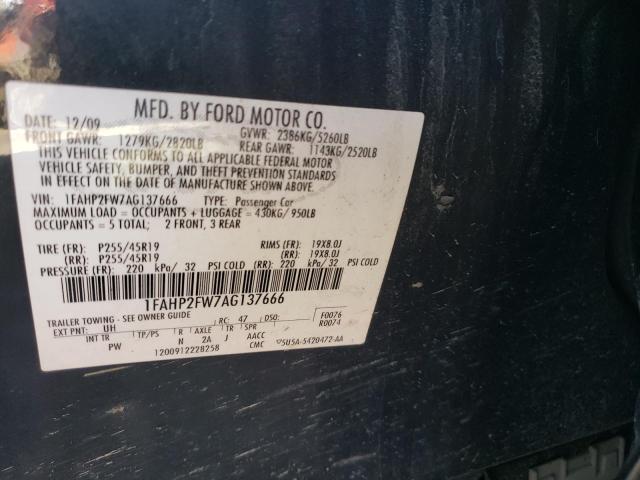 MFD. BY FORD MOTOR CO.
DATE: 12/09 GVWR: 2386KG/5260LB
FRONT GAWR: 1279KG/2820LB REAR GAWR: 1143KG/2520LB
THIS VEHICLE CONFORMS TO ALL APPLICABLE FEDERAL MOTOR
VEHICLE SAFETY, BUMPER, AND THEFT PREVENTION STANDARDS
IN EFFECT ON THE DATE OF MANUFACTURE SHOWN ABOVE.
VIN: 1FAHP2FW7AG137666 TYPE: Passenger Car
MAXIMUM LOAD = OCCUPANTS + LUGGAGE = 430KG/ 950LB
OCCUPANTS = 5 TOTAL; 2 FRONT, 3 REAR
TIRE (FR): P255/45R19 RIMS (FR): 19X8.0J
(RR): P255/45R19 (RR): 19X8.0J
PRESSURE (FR): 220 kPa/ 32 PSI COLD (RR): 220 kPa/ 32 PSI COLD
1FAHP2FW7AG137666
TRAILER TOWING - SEE OWNER GUIDE RC: 47 DSO: F0076
EXT PNT: UH R0074
INT TR TP/PS R AXLE TR SPR
PW N 2A J AACC
1200912228258 CMC 5USA-5420472-AA